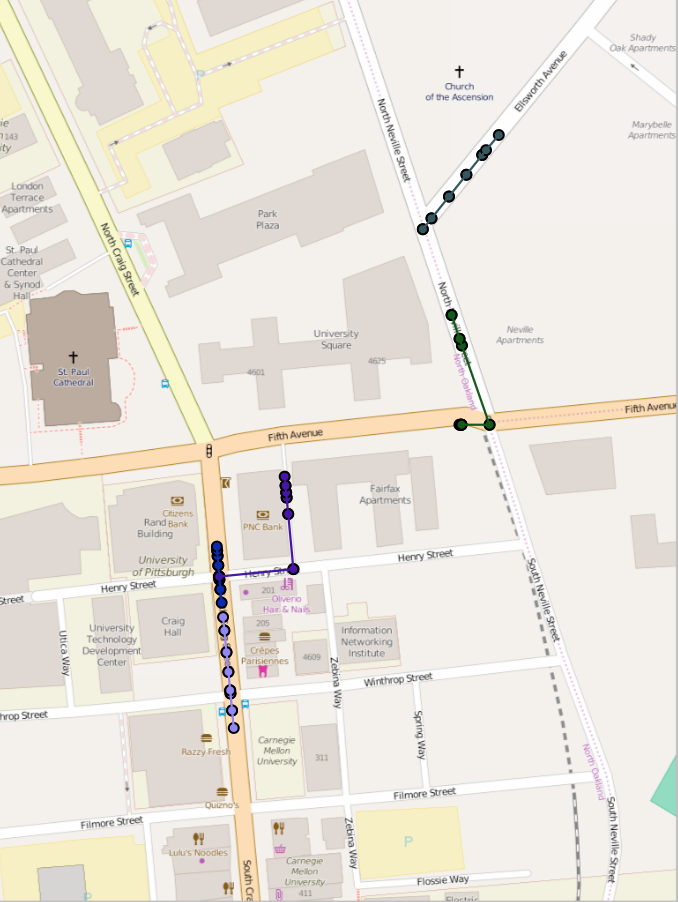 Shady
Oak Apartments
Ellsworth Avenue
Church
of the Ascension
North Neville Street
Marybelle
Apartments
143
London
Terrace
Apartments
Park
Plaza
North Craig Street
St. Paul
Cathedral
Center
& Synod
Hall
North
Neville
Apartments
University
Square
4601
4625
St. Paul
Cathedral
North Oakland
Fifth Avenue
Fifth Avenue
Citizens
Bank
Rand
Building
PNC Bank
Fairfax
Apartments
University
of Pittsburgh
Henry Street
Henry Street
Street
201
Oliverio
Hair & Nails
South Neville Street
Utica Way
University
Technology
Development
Center
Craig
Hall
205
Crêpes
Parisiennes
4609
Information
Networking
Institute
Zebina Way
Winthrop Street
hrop Street
Spring Way
Razzy Fresh
Carnegie
Mellon
University
311
North Oakland
Quizno's
Filmore Street
Filmore Street
South Neville Street
Lulu's Noodles
Zebina Way
P
Carnegie
Mellon
University
411
South Cra
Flossie Way
P
Electric